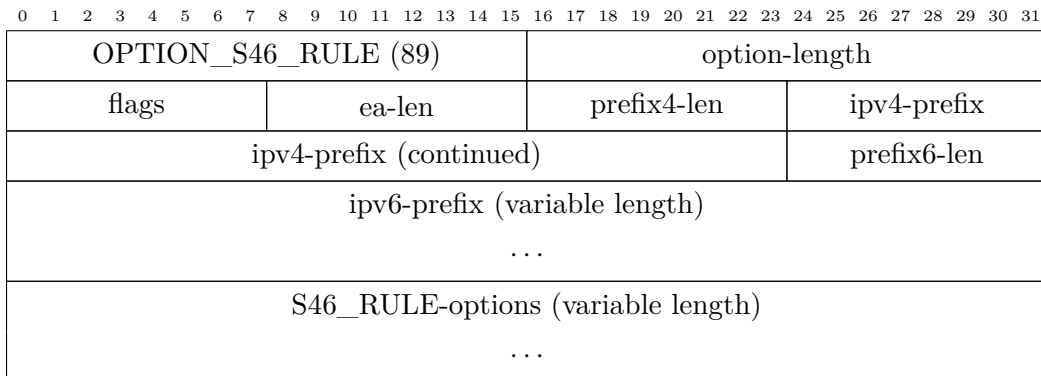 0 1 2 3 4 5 6 7 8 9 10 11 12 13 14 15 16 17 18 19 20 21 22 23 24 25 26 27 28 29 30 31
OPTION_S46_RULE (89) option-length
flags ea-len prefix4-len ipv4-prefix
ipv4-prefix (continued) prefix6-len
ipv6-prefix (variable length)
...
S46_RULE-options (variable length)
...